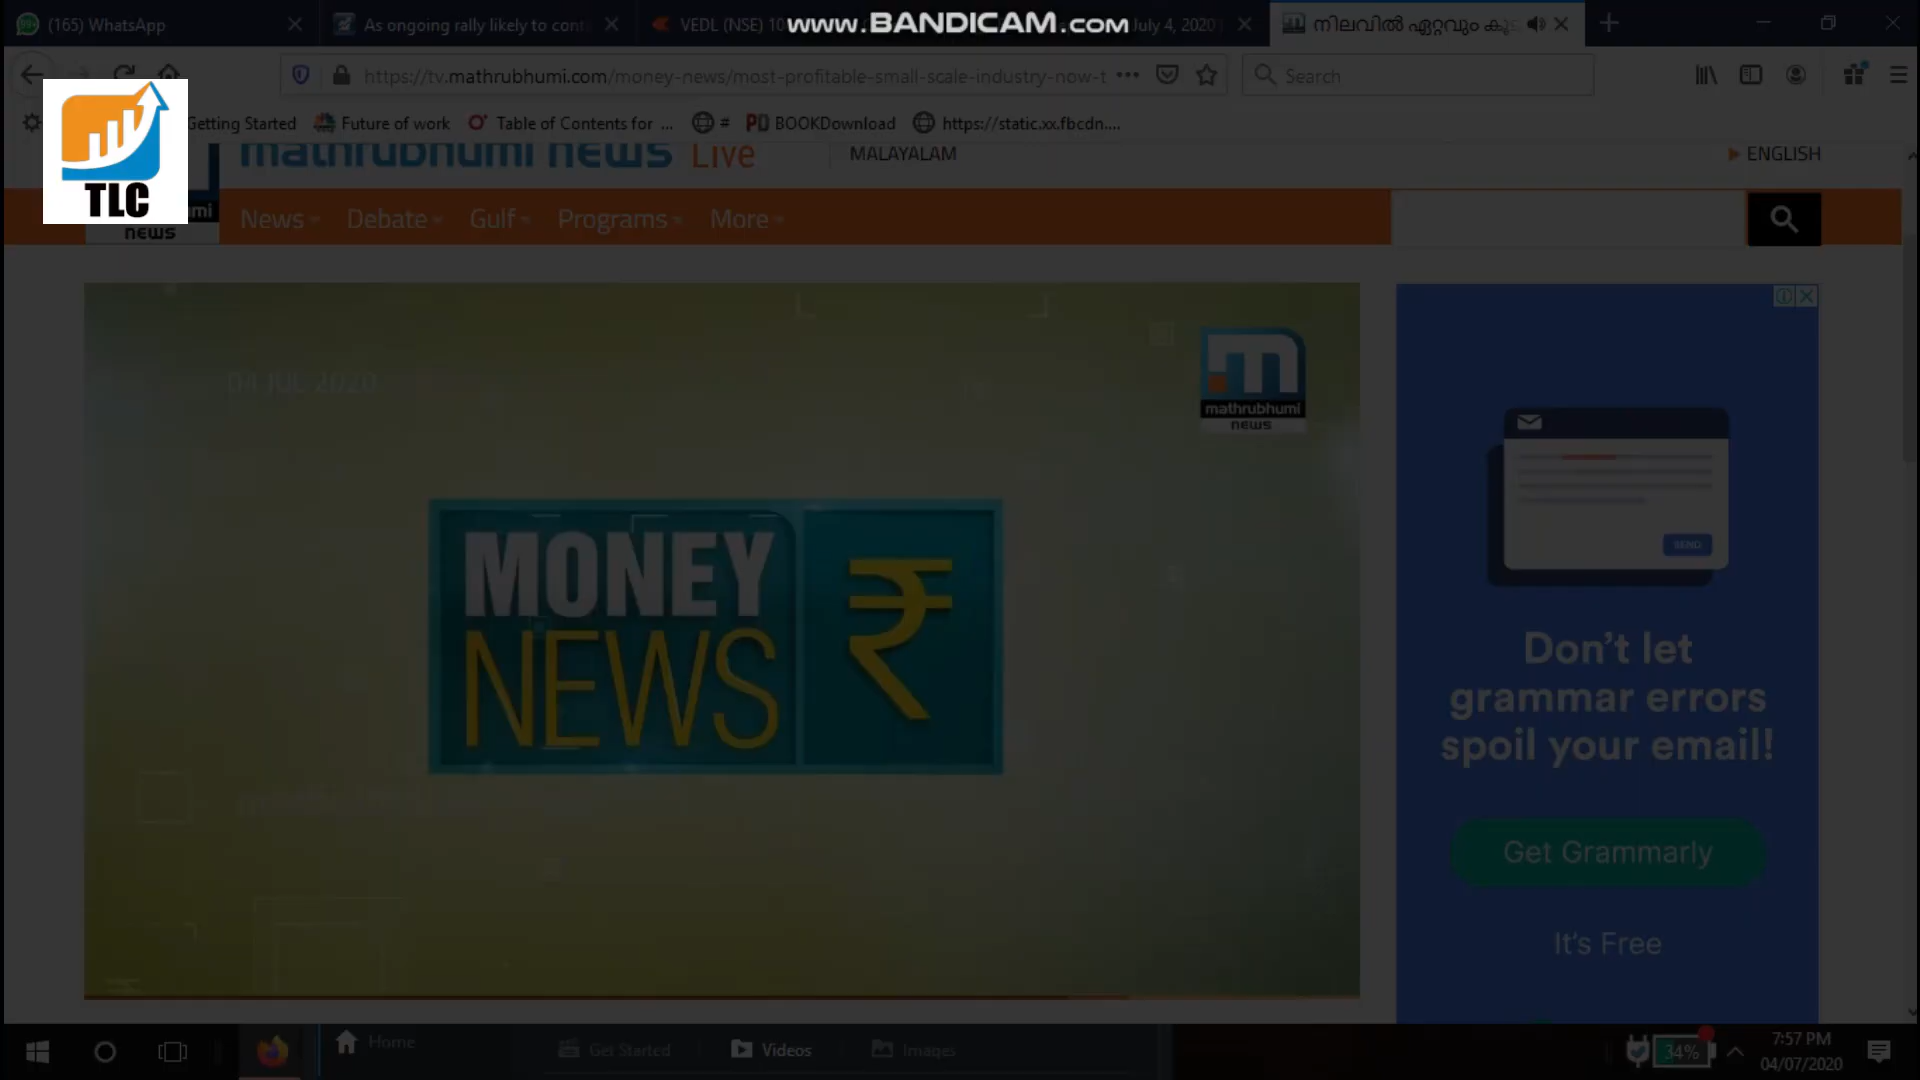 (165) WhatsApp
As ongoing rally likely to cont
VEDL (NSE) 10
www.BANDICAM.com
July 4, 2020
നിലവിൽ ഏറ്റവും കൂട
https://tv.mathrubhumi.com/money-news/most-profitable-small-scale-industry-now-t
Search
Getting Started
Future of work
Table of Contents for ...
#
BOOKDownload
https://static.xx.fbcdn....
TLC
mathrubhumi news Live
MALAYALAM
ENGLISH
news
News
Debate
Gulf
Programs
More
04 JUL 2020
mathrubhumi
news
MONEY
NEWS
₹
SEND
Don't let
grammar errors
spoil your email!
Get Grammarly
It's Free
Home
Get Started
Videos
Images
34%
7:57 PM
04/07/2020